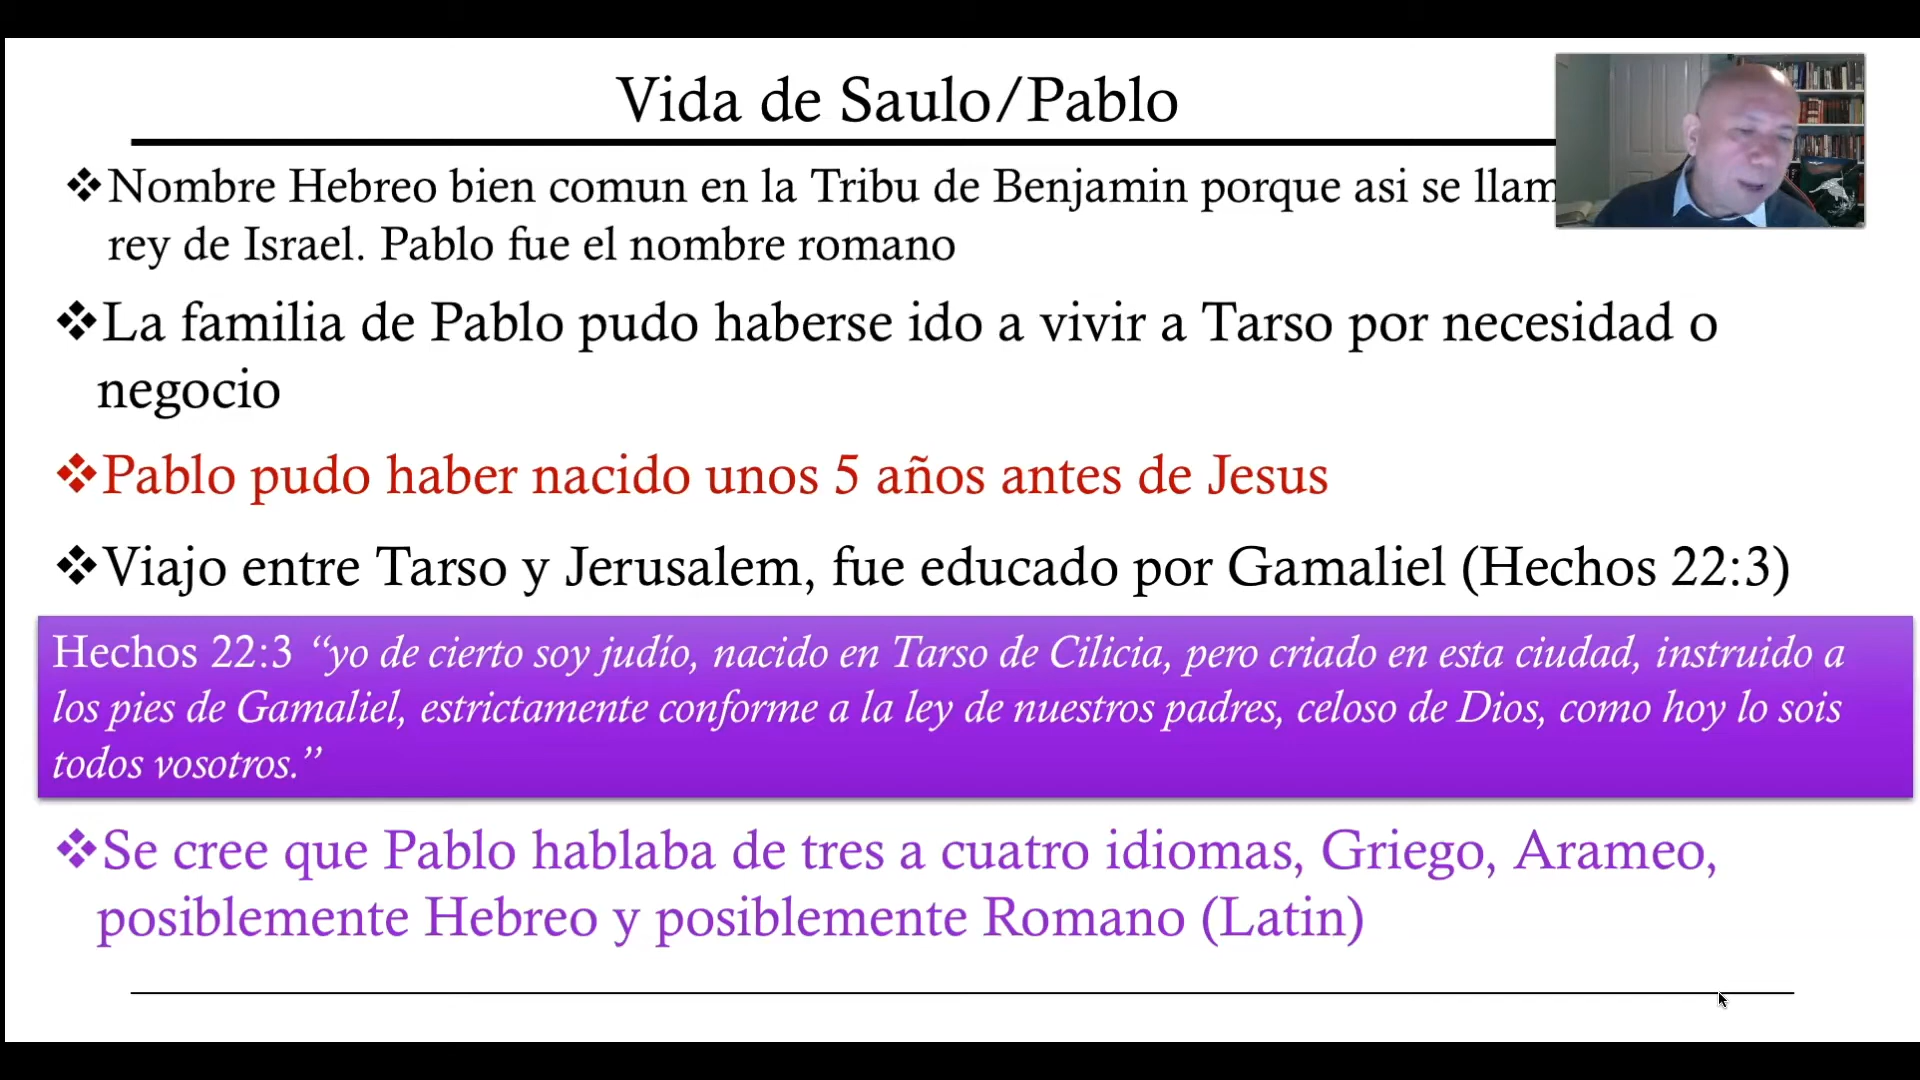 Vida de Saulo/Pablo
❖Nombre Hebreo bien comun en la Tribu de Benjamin porque asi se
rey de Israel. Pablo fue el nombre romano
❖La familia de Pablo pudo haberse ido a vivir a Tarso por necesidad o
negocio
❖Pablo pudo haber nacido unos 5 años antes de Jesus
❖Viajo entre Tarso y Jerusalem, fue educado por Gamaliel (Hechos 22:3)
Hechos 22:3 “yo de cierto soy judío, nacido en Tarso de Cilicia, pero criado en esta ciudad, instruido a
los pies de Gamaliel, estrictamente conforme a la ley de nuestros padres, celoso de Dios, como hoy lo sois
todos vosotros.”
❖Se cree que Pablo hablaba de tres a cuatro idiomas, Griego, Arameo,
posiblemente Hebreo y posiblemente Romano (Latin)